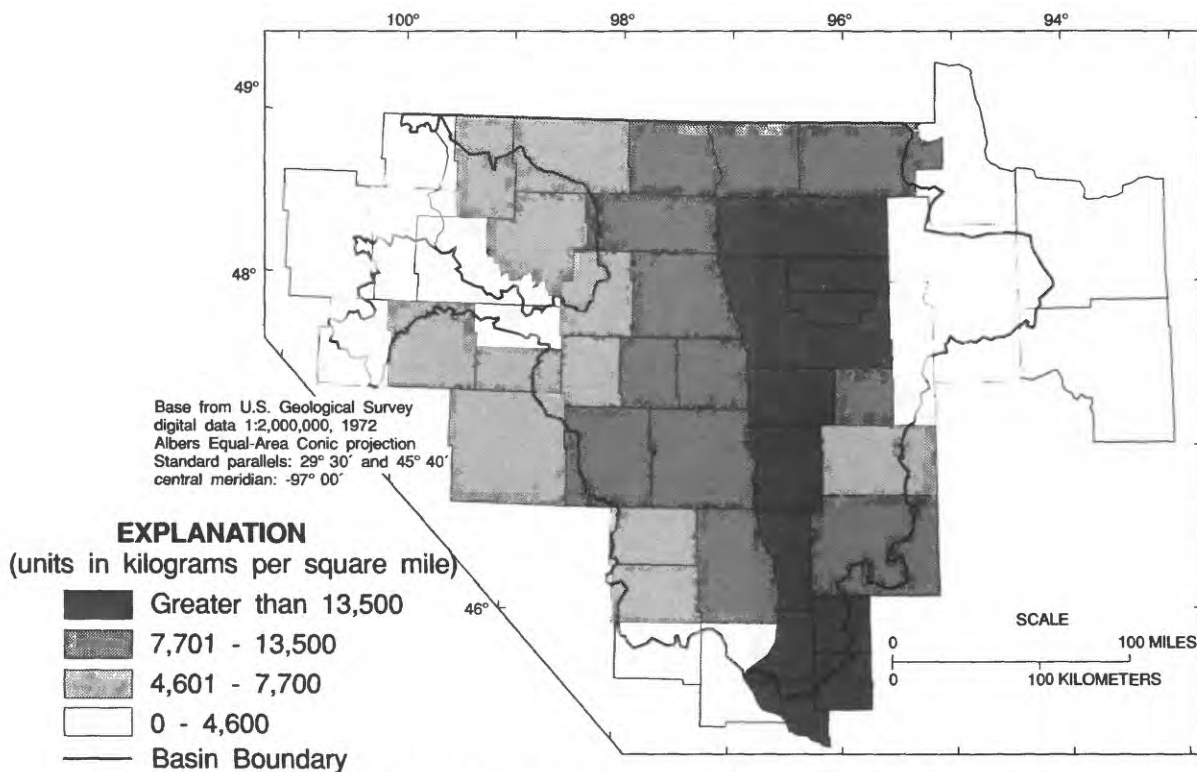 100° 98° 96° 94°
49°
48°
46°
Base from U.S. Geological Survey
digital data 1:2,000,000, 1972
Albers Equal-Area Conic projection
Standard parallels: 29° 30′ and 45° 40′
central meridian: -97° 00′
EXPLANATION
(units in kilograms per square mile)
Greater than 13,500
7,701 - 13,500
4,601 - 7,700
0 - 4,600
Basin Boundary
SCALE
0 100 MILES
0 100 KILOMETERS